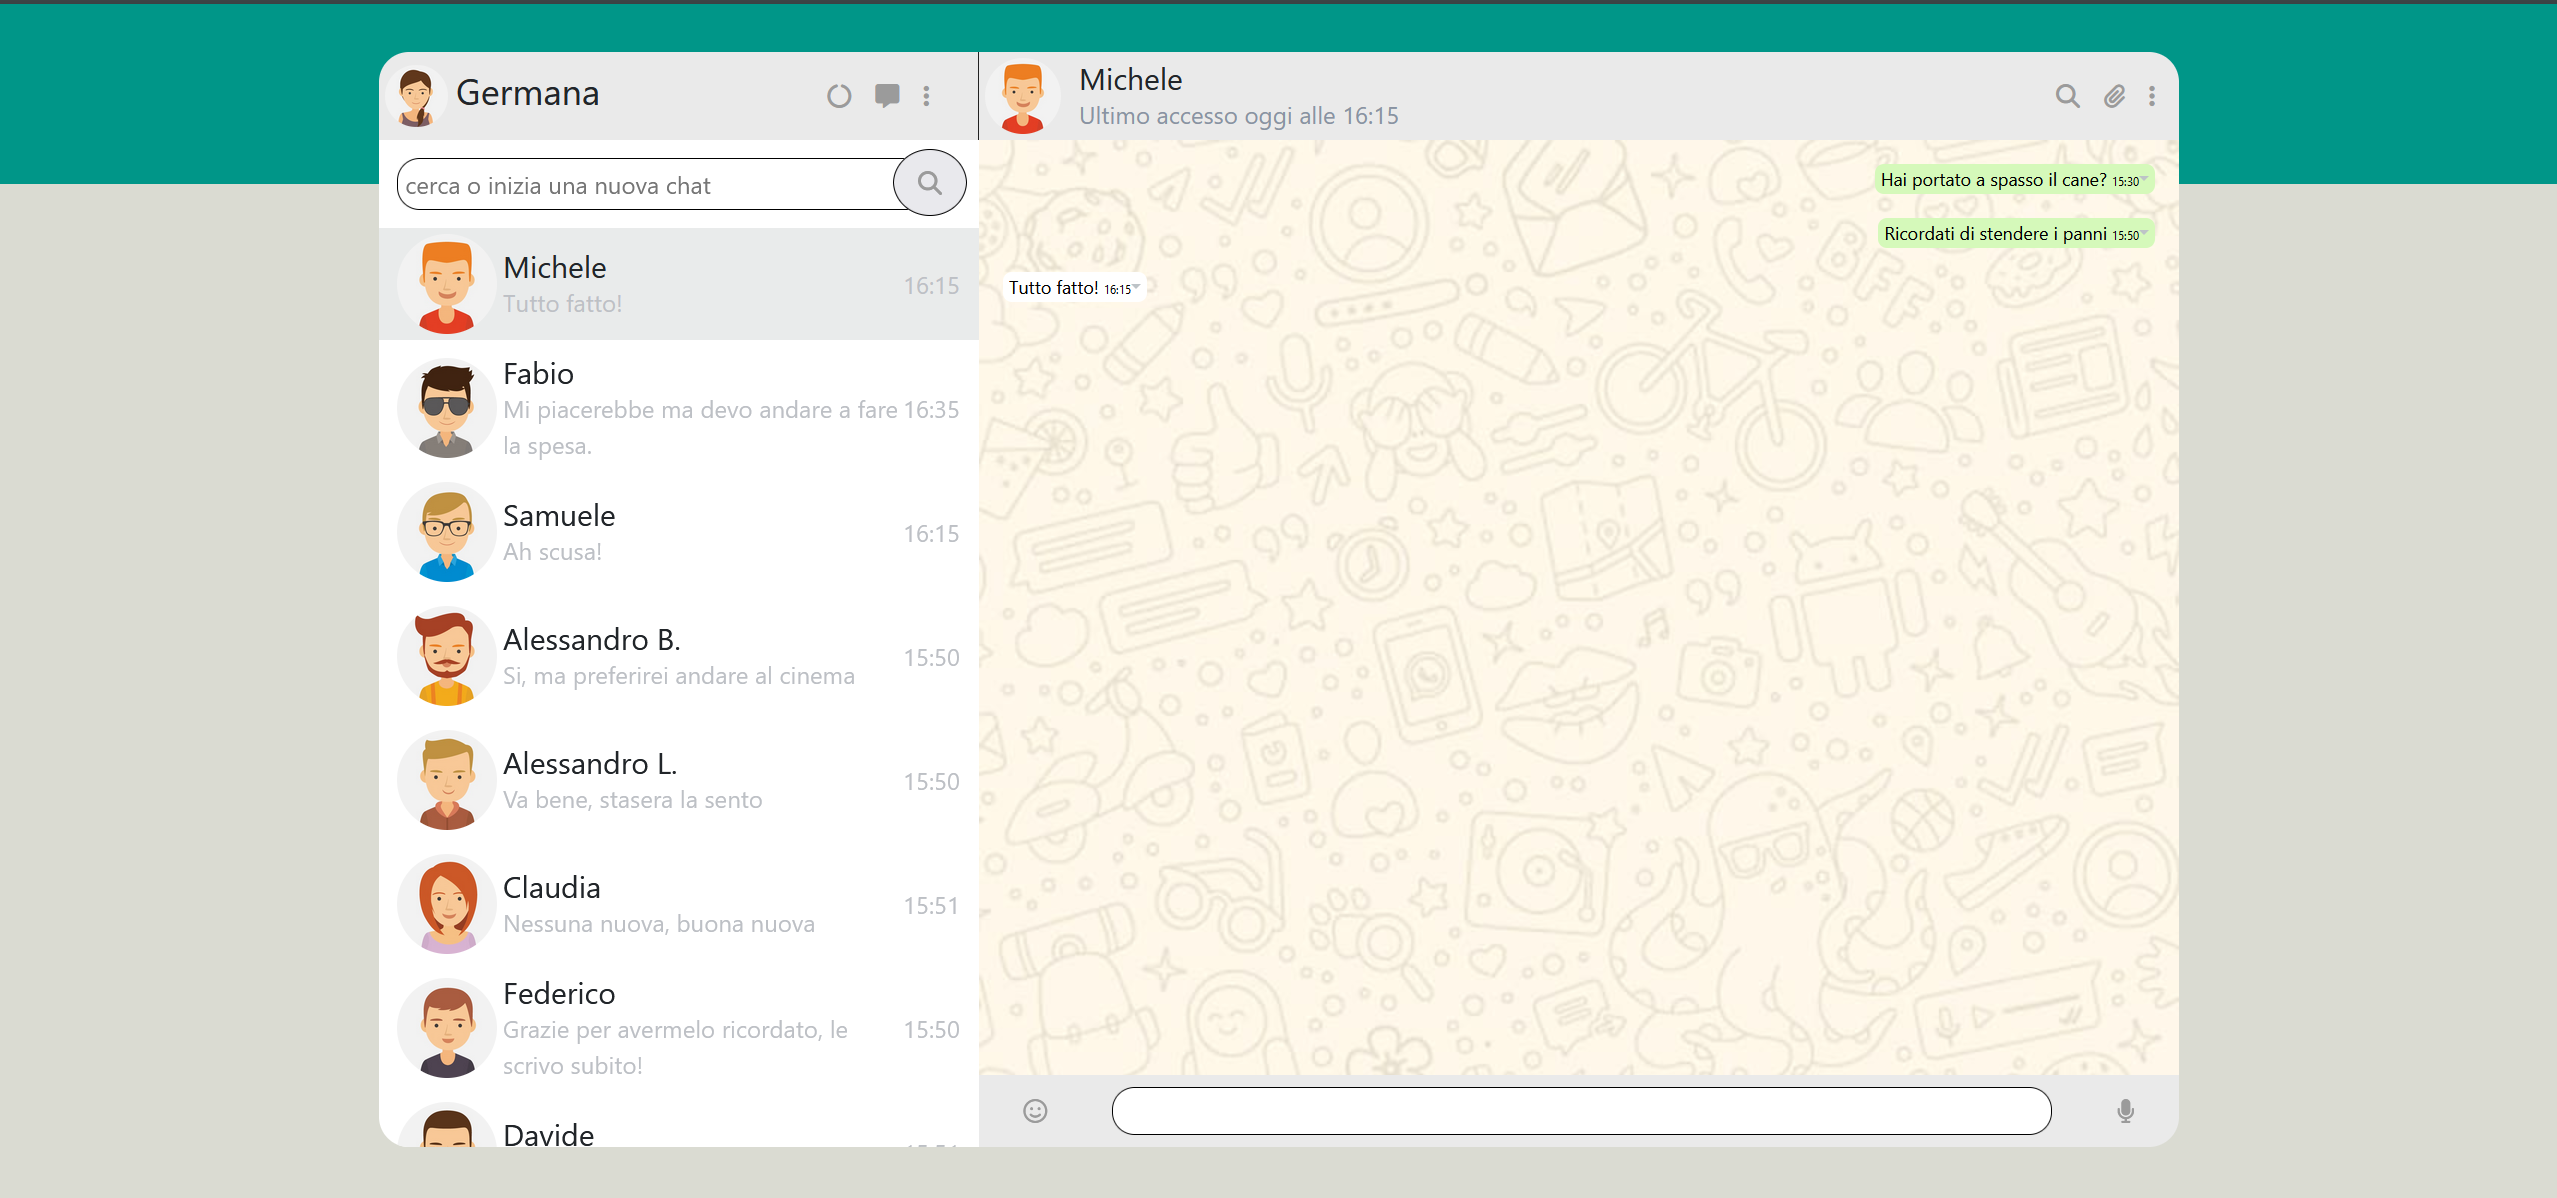 Germana
cerca o inizia una nuova chat
Michele
Tutto fatto!
16:15
Fabio
Mi piacerebbe ma devo andare a fare
la spesa.
16:35
Samuele
Ah scusa!
16:15
Alessandro B.
Si, ma preferirei andare al cinema
15:50
Alessandro L.
Va bene, stasera la sento
15:50
Claudia
Nessuna nuova, buona nuova
15:51
Federico
Grazie per avermelo ricordato, le
scrivo subito!
15:50
Davide
Michele
Ultimo accesso oggi alle 16:15
Hai portato a spasso il cane? 15:30
Ricordati di stendere i panni 15:50
Tutto fatto! 16:15
BFF